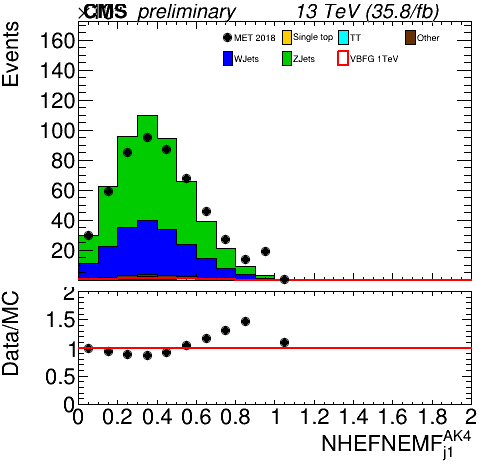 CMS preliminary 13 TeV (35.8/fb)
Events
MET 2018 Single top TT Other
WJets ZJets VBFG 1TeV
160
140
120
100
80
60
40
20
Data/MC
2
1.5
1
0.5
0
0 0.2 0.4 0.6 0.8 1 1.2 1.4 1.6 1.8 2
NHEFNEMF^AK4_j1